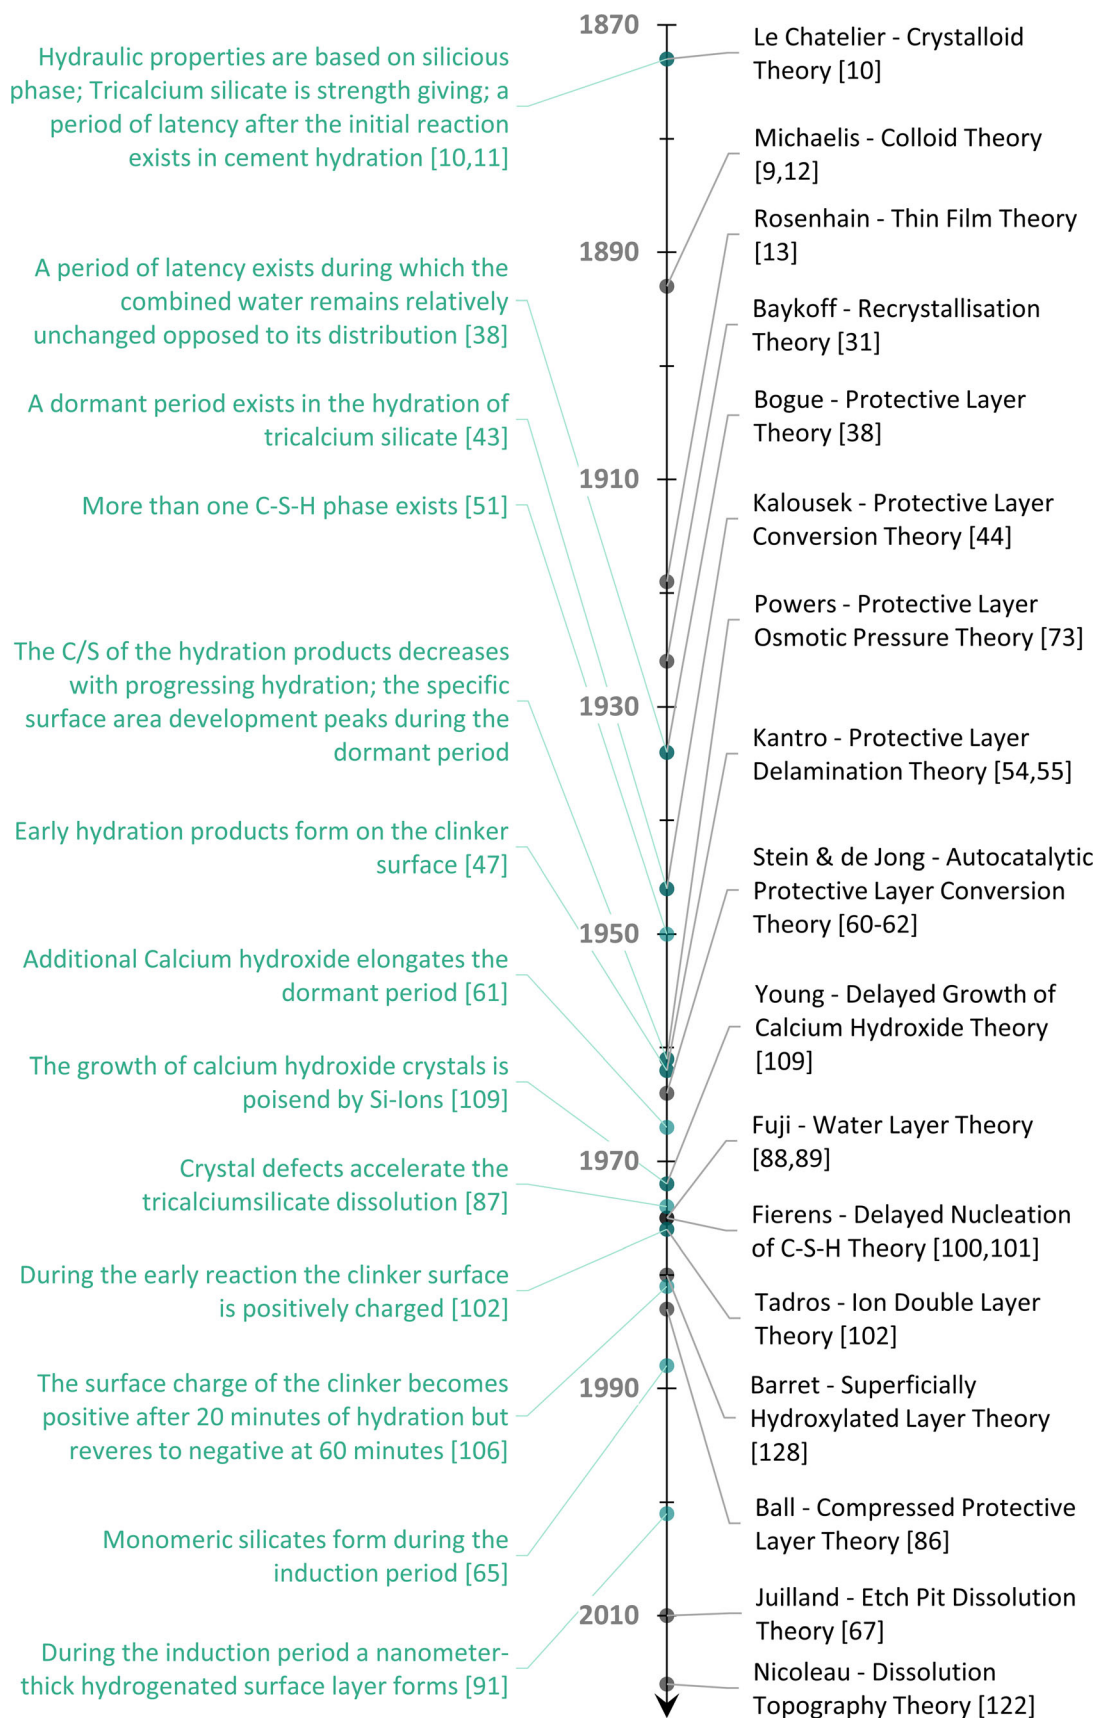 1870
Le Chatelier - Crystalloid
Theory [10]
Hydraulic properties are based on silicious
phase; Tricalcium silicate is strength giving; a
period of latency after the initial reaction
exists in cement hydration [10,11]
Michaelis - Colloid Theory
[9,12]
Rosenhain - Thin Film Theory
[13]
1890
A period of latency exists during which the
combined water remains relatively
unchanged opposed to its distribution [38]
Baykoff - Recrystallisation
Theory [31]
A dormant period exists in the hydration of
tricalcium silicate [43]
Bogue - Protective Layer
Theory [38]
1910
More than one C-S-H phase exists [51]
Kalousek - Protective Layer
Conversion Theory [44]
Powers - Protective Layer
Osmotic Pressure Theory [73]
The C/S of the hydration products decreases
with progressing hydration; the specific
surface area development peaks during the
dormant period
1930
Kantro - Protective Layer
Delamination Theory [54,55]
Early hydration products form on the clinker
surface [47]
Stein & de Jong - Autocatalytic
Protective Layer Conversion
Theory [60-62]
1950
Additional Calcium hydroxide elongates the
dormant period [61]
Young - Delayed Growth of
Calcium Hydroxide Theory
[109]
The growth of calcium hydroxide crystals is
poisend by Si-Ions [109]
Fuji - Water Layer Theory
[88,89]
1970
Crystal defects accelerate the
tricalciumsilicate dissolution [87]
Fierens - Delayed Nucleation
of C-S-H Theory [100,101]
During the early reaction the clinker surface
is positively charged [102]
Tadros - Ion Double Layer
Theory [102]
1990
The surface charge of the clinker becomes
positive after 20 minutes of hydration but
reveres to negative at 60 minutes [106]
Barret - Superficially
Hydroxylated Layer Theory
[128]
Ball - Compressed Protective
Layer Theory [86]
Monomeric silicates form during the
induction period [65]
2010
Juilland - Etch Pit Dissolution
Theory [67]
During the induction period a nanometer-
thick hydrogenated surface layer forms [91]
Nicoleau - Dissolution
Topography Theory [122]